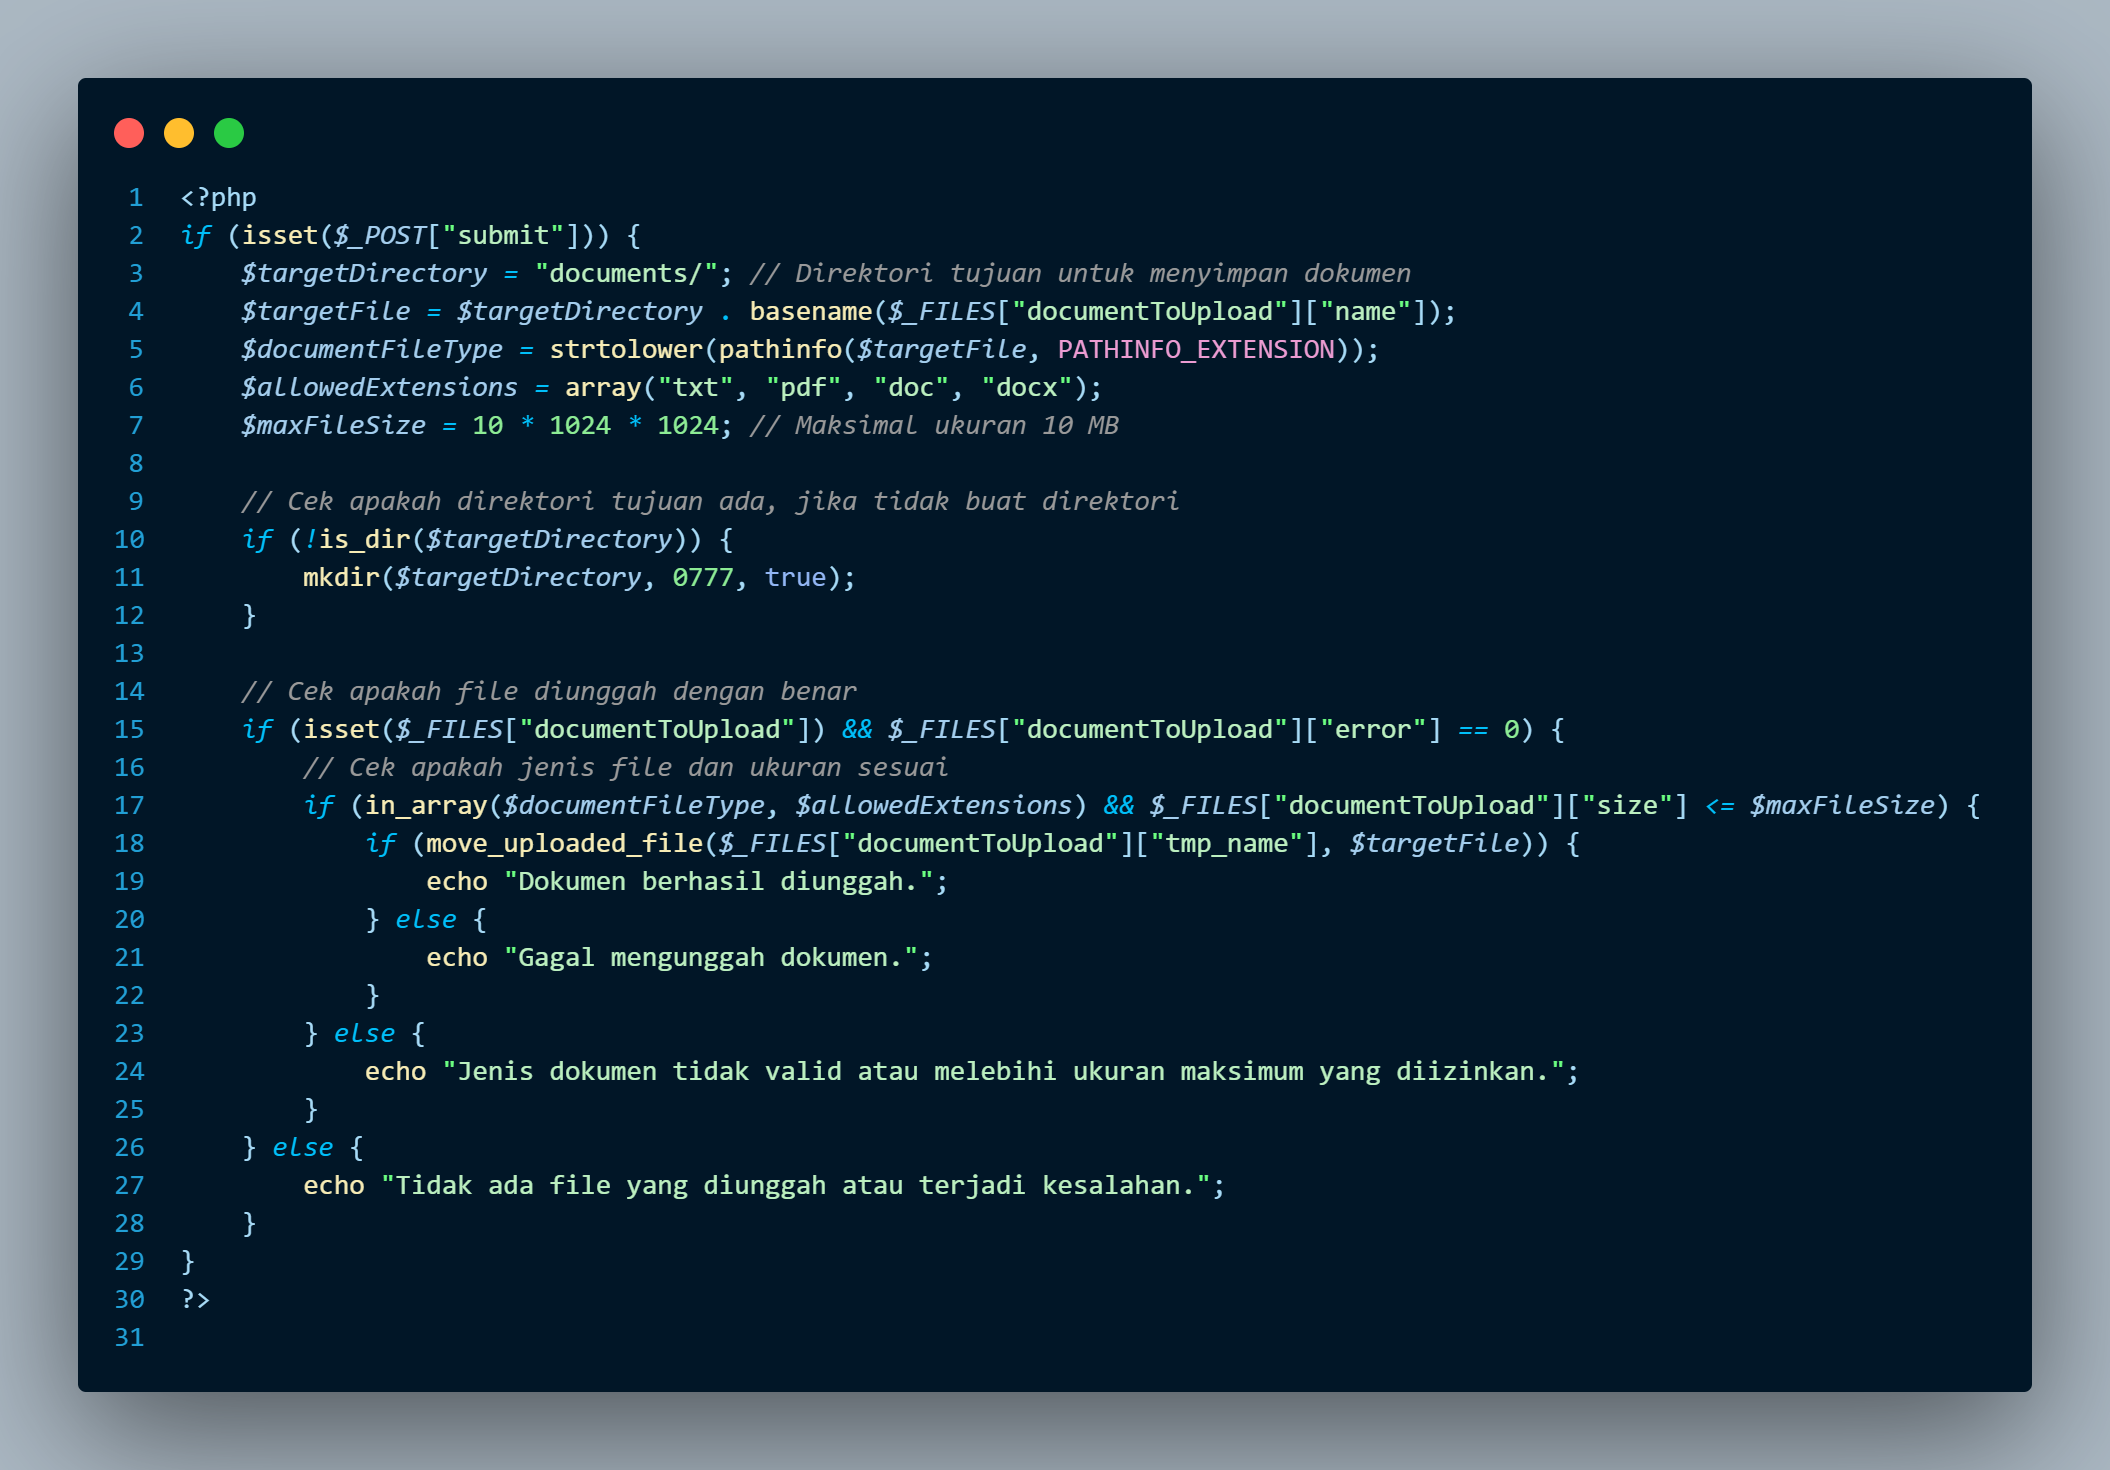 1 <?php
2 if (isset($_POST["submit"])) {
3     $targetDirectory = "documents/"; // Direktori tujuan untuk menyimpan dokumen
4     $targetFile = $targetDirectory . basename($_FILES["documentToUpload"]["name"]);
5     $documentFileType = strtolower(pathinfo($targetFile, PATHINFO_EXTENSION));
6     $allowedExtensions = array("txt", "pdf", "doc", "docx");
7     $maxFileSize = 10 * 1024 * 1024; // Maksimal ukuran 10 MB
8
9     // Cek apakah direktori tujuan ada, jika tidak buat direktori
10     if (!is_dir($targetDirectory)) {
11         mkdir($targetDirectory, 0777, true);
12     }
13
14     // Cek apakah file diunggah dengan benar
15     if (isset($_FILES["documentToUpload"]) && $_FILES["documentToUpload"]["error"] == 0) {
16         // Cek apakah jenis file dan ukuran sesuai
17         if (in_array($documentFileType, $allowedExtensions) && $_FILES["documentToUpload"]["size"] <= $maxFileSize) {
18             if (move_uploaded_file($_FILES["documentToUpload"]["tmp_name"], $targetFile)) {
19                 echo "Dokumen berhasil diunggah.";
20             } else {
21                 echo "Gagal mengunggah dokumen.";
22             }
23         } else {
24             echo "Jenis dokumen tidak valid atau melebihi ukuran maksimum yang diizinkan.";
25         }
26     } else {
27         echo "Tidak ada file yang diunggah atau terjadi kesalahan.";
28     }
29 }
30 ?>
31